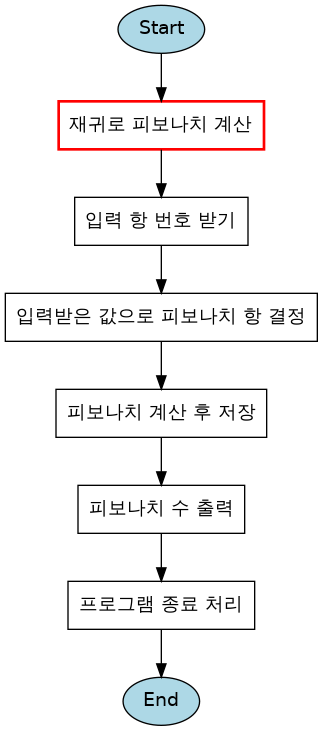 Start
재귀로 피보나치 계산
입력 항 번호 받기
입력받은 값으로 피보나치 항 결정
피보나치 계산 후 저장
피보나치 수 출력
프로그램 종료 처리
End